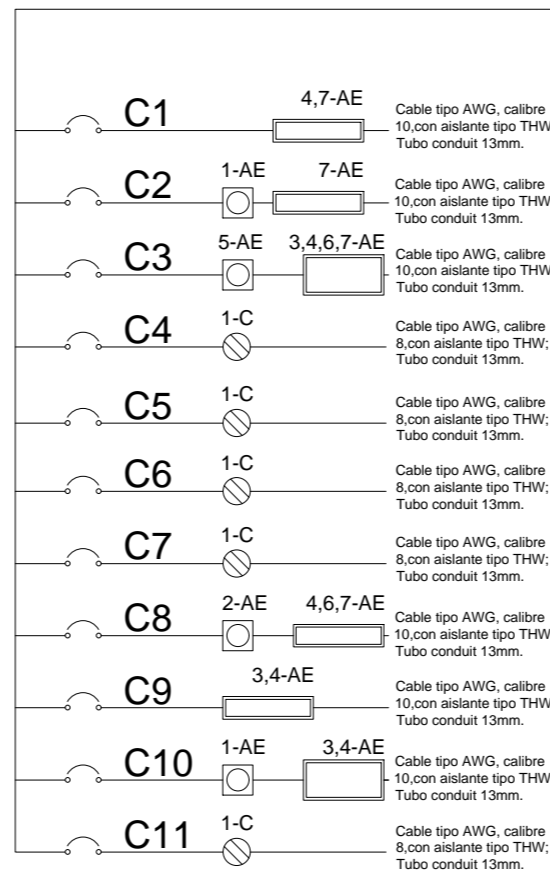 C1
4,7-AE
Cable tipo AWG, calibre
10,con aislante tipo THW
Tubo conduit 13mm.
C2
1-AE
7-AE
Cable tipo AWG, calibre
10,con aislante tipo THW
Tubo conduit 13mm.
C3
5-AE
3,4,6,7-AE
Cable tipo AWG, calibre
10,con aislante tipo THW
Tubo conduit 13mm.
C4
1-C
Cable tipo AWG, calibre
8,con aislante tipo THW;
Tubo conduit 13mm.
C5
1-C
Cable tipo AWG, calibre
8,con aislante tipo THW;
Tubo conduit 13mm.
C6
1-C
Cable tipo AWG, calibre
8,con aislante tipo THW;
Tubo conduit 13mm.
C7
1-C
Cable tipo AWG, calibre
8,con aislante tipo THW;
Tubo conduit 13mm.
C8
2-AE
4,6,7-AE
Cable tipo AWG, calibre
10,con aislante tipo THW
Tubo conduit 13mm.
C9
3,4-AE
Cable tipo AWG, calibre
10,con aislante tipo THW
Tubo conduit 13mm.
C10
1-AE
3,4-AE
Cable tipo AWG, calibre
10,con aislante tipo THW
Tubo conduit 13mm.
C11
1-C
Cable tipo AWG, calibre
8,con aislante tipo THW;
Tubo conduit 13mm.